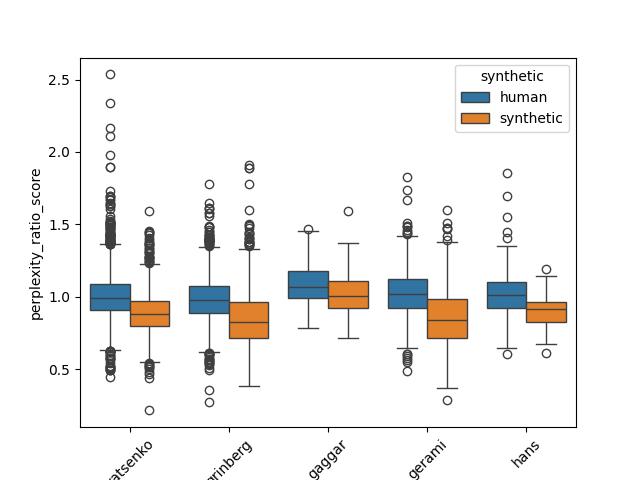 synthetic
human
synthetic
perplexity_ratio_score
2.5
2.0
1.5
1.0
0.5
gaggar
gerami
hans